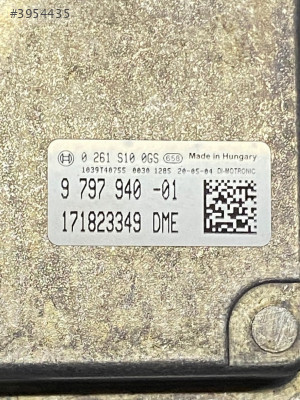 #3954435
0 261 S10 0GS 658 Made in Hungary
1039T40755 0030 1285 20-05-04 DI-MOTRONIC
9 797 940 -01
171823349 DME